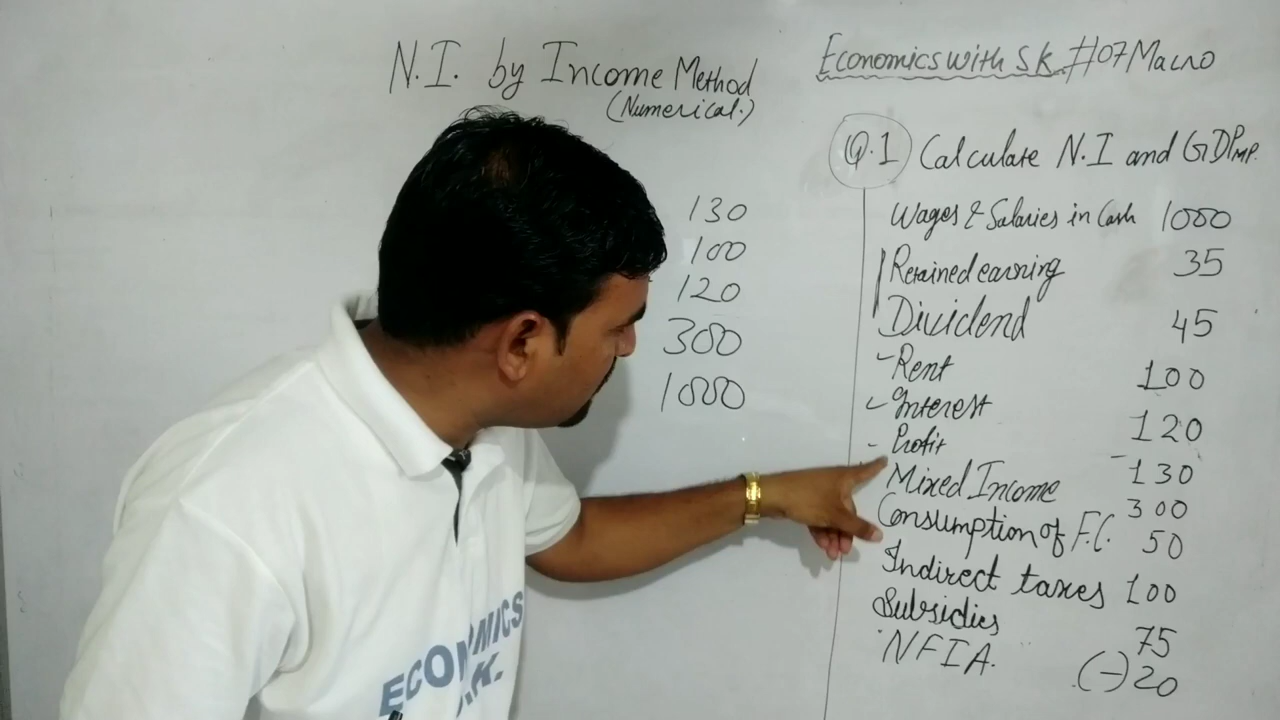 N.I. by Income Method
(Numerical.)
130
100
120
300
1000
Economics with S.K. #07 Macro
Q.1 Calculate N.I and GDPMP.
Wages & Salaries in Cash 1000
Retained earning 35
Dividend 45
Rent 100
Interest 120
Profit 130
Mixed Income 300
Consumption of F.C. 50
Indirect taxes 100
Subsidies 75
NFIA. (-) 20
ECONOMICS
.K.